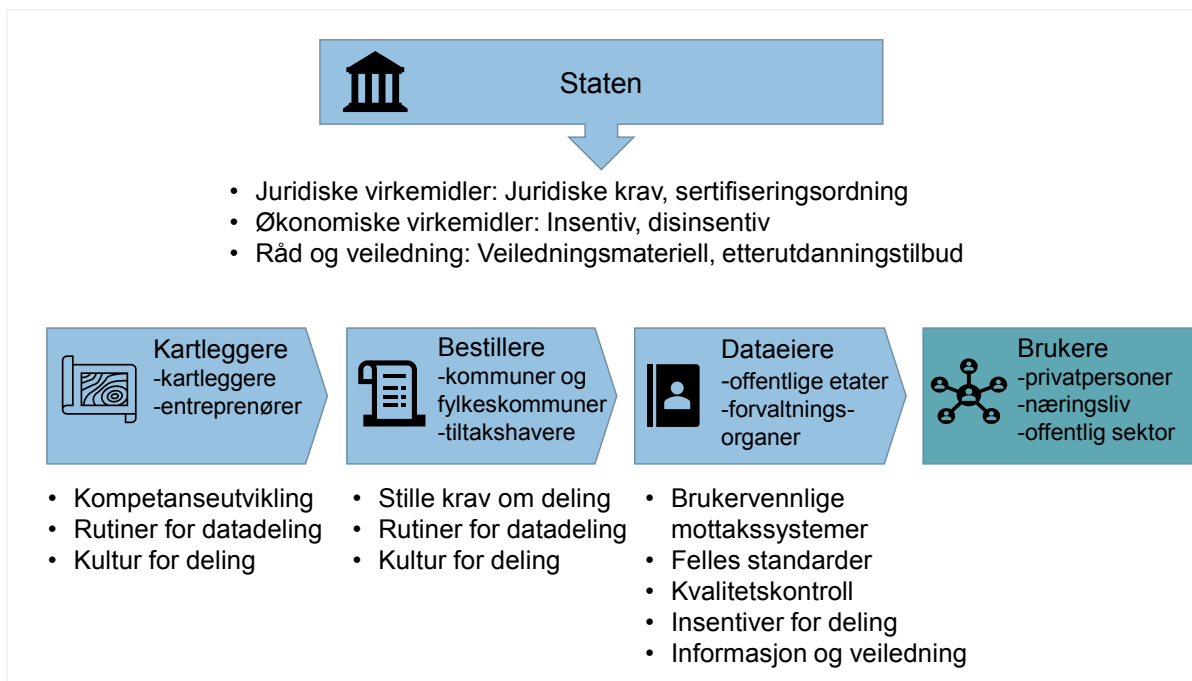 Staten
• Juridiske virkemidler: Juridiske krav, sertifiseringsordning
• Økonomiske virkemidler: Insentiv, disinsentiv
• Råd og veiledning: Veiledningsmateriell, etterutdanningstilbud
Kartleggere
-kartleggere
-entreprenører
• Kompetanseutvikling
• Rutiner for datadeling
• Kultur for deling
Bestillere
-kommuner og
fylkeskommuner
-tiltakshavere
• Stille krav om deling
• Rutiner for datadeling
• Kultur for deling
Dataeiere
-offentlige etater
-forvaltnings-
organer
• Brukervennlige
mottakssystemer
• Felles standarder
• Kvalitetskontroll
• Insentiver for deling
• Informasjon og veiledning
Brukere
-privatpersoner
-næringsliv
-offentlig sektor